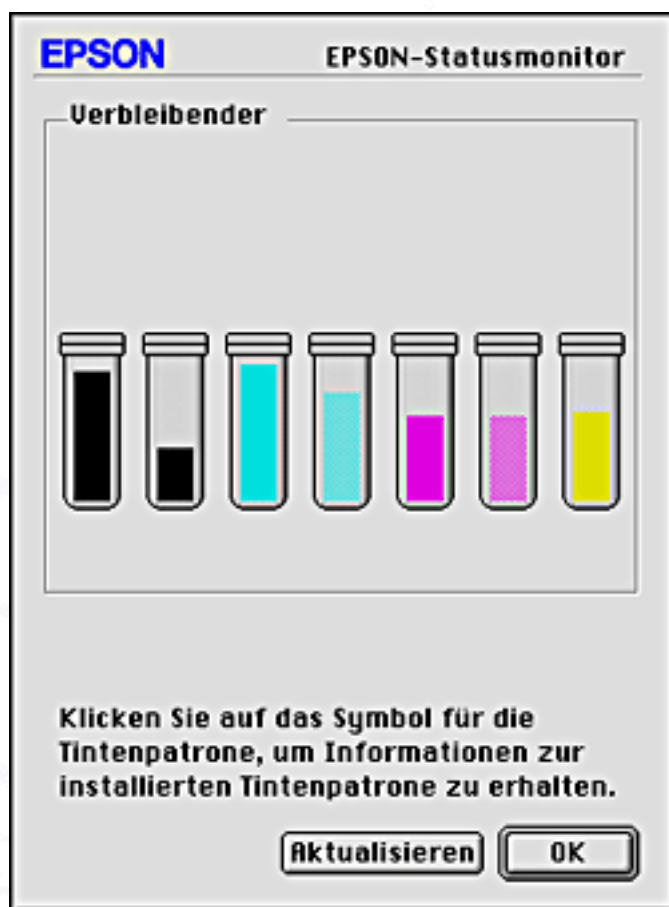 EPSON EPSON-Statusmonitor
Verbleibender
Klicken Sie auf das Symbol für die
Tintenpatrone, um Informationen zur
installierten Tintenpatrone zu erhalten.
Aktualisieren OK